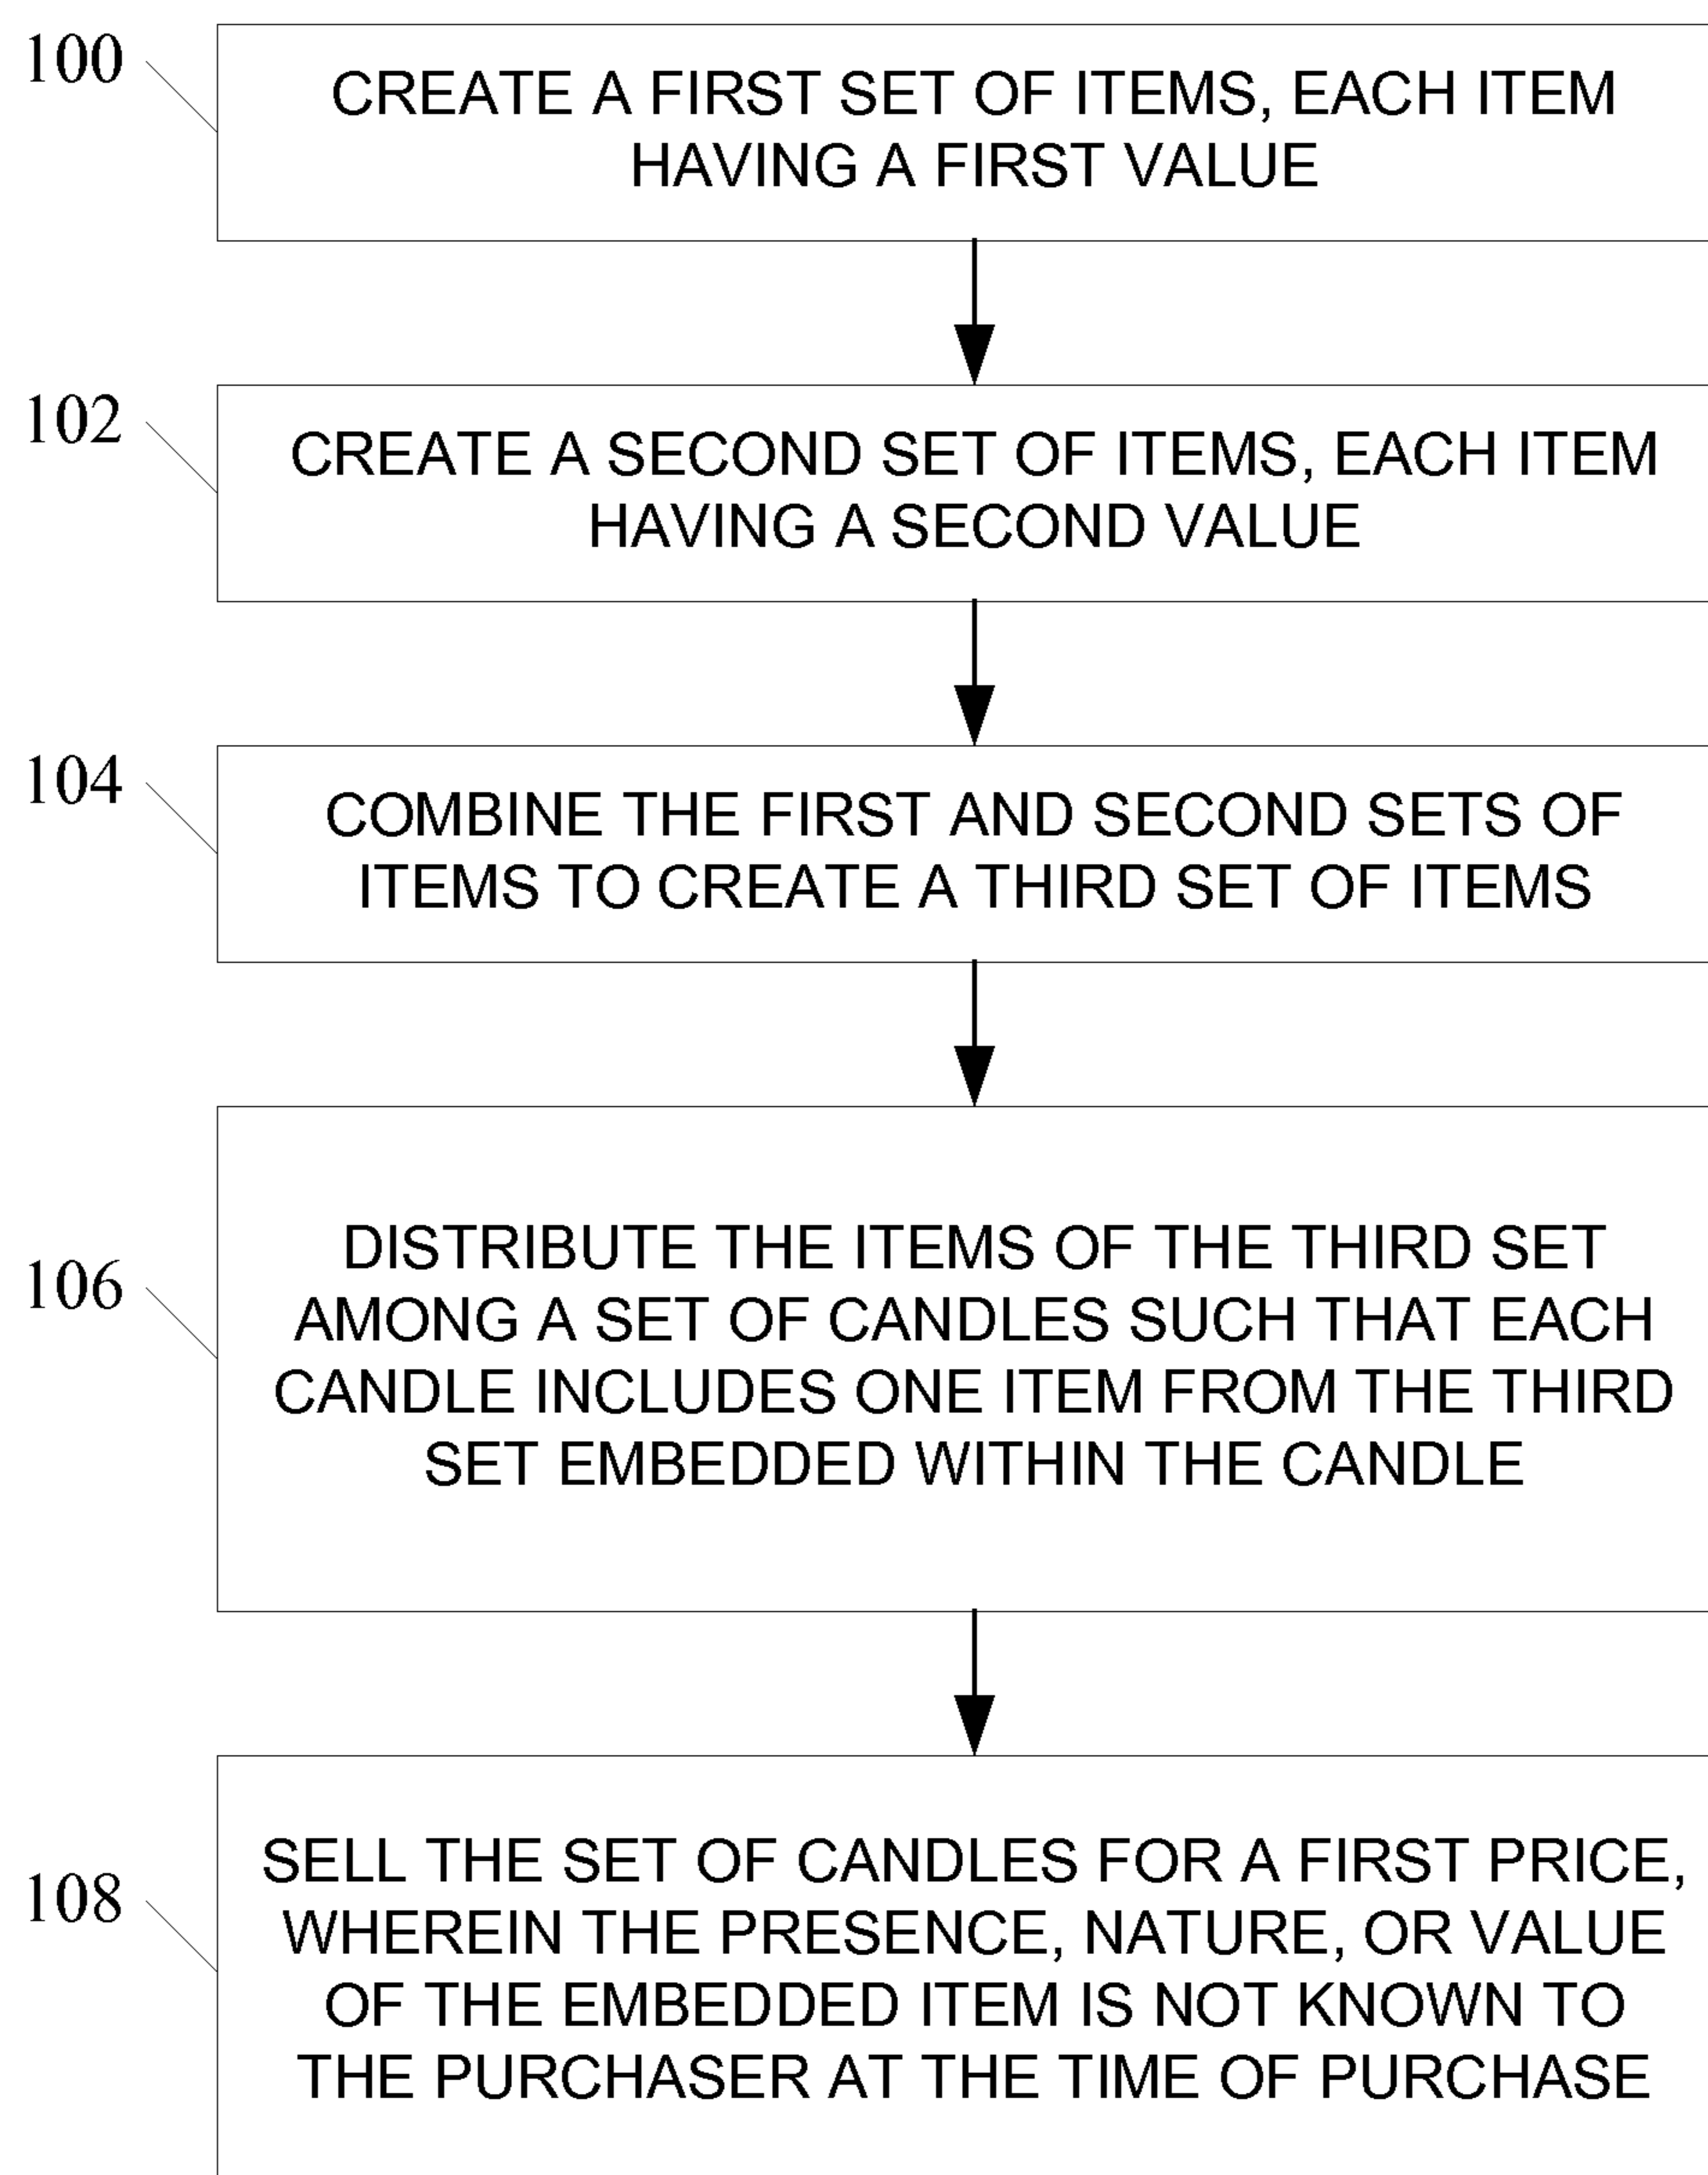 100
CREATE A FIRST SET OF ITEMS, EACH ITEM
HAVING A FIRST VALUE
102
CREATE A SECOND SET OF ITEMS, EACH ITEM
HAVING A SECOND VALUE
104
COMBINE THE FIRST AND SECOND SETS OF
ITEMS TO CREATE A THIRD SET OF ITEMS
106
DISTRIBUTE THE ITEMS OF THE THIRD SET
AMONG A SET OF CANDLES SUCH THAT EACH
CANDLE INCLUDES ONE ITEM FROM THE THIRD
SET EMBEDDED WITHIN THE CANDLE
108
SELL THE SET OF CANDLES FOR A FIRST PRICE,
WHEREIN THE PRESENCE, NATURE, OR VALUE
OF THE EMBEDDED ITEM IS NOT KNOWN TO
THE PURCHASER AT THE TIME OF PURCHASE